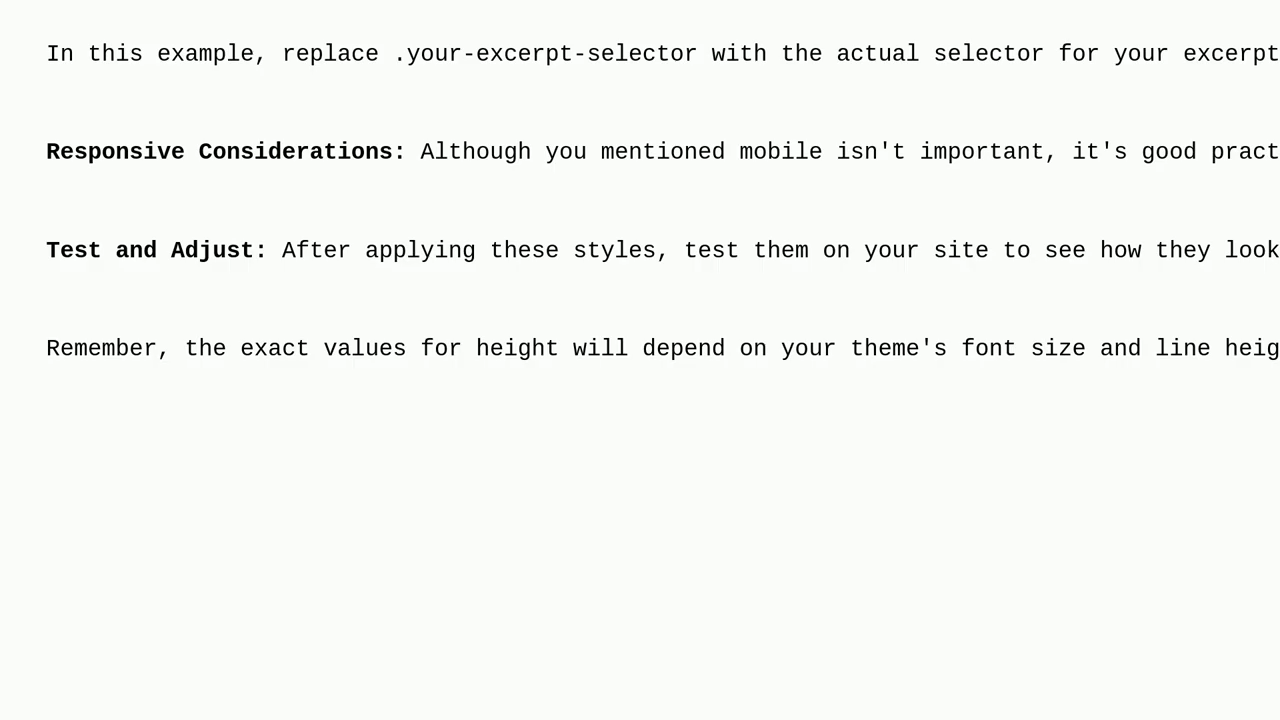 In this example, replace .your-excerpt-selector with the actual selector for your excerpt
Responsive Considerations: Although you mentioned mobile isn't important, it's good pract
Test and Adjust: After applying these styles, test them on your site to see how they look
Remember, the exact values for height will depend on your theme's font size and line heig